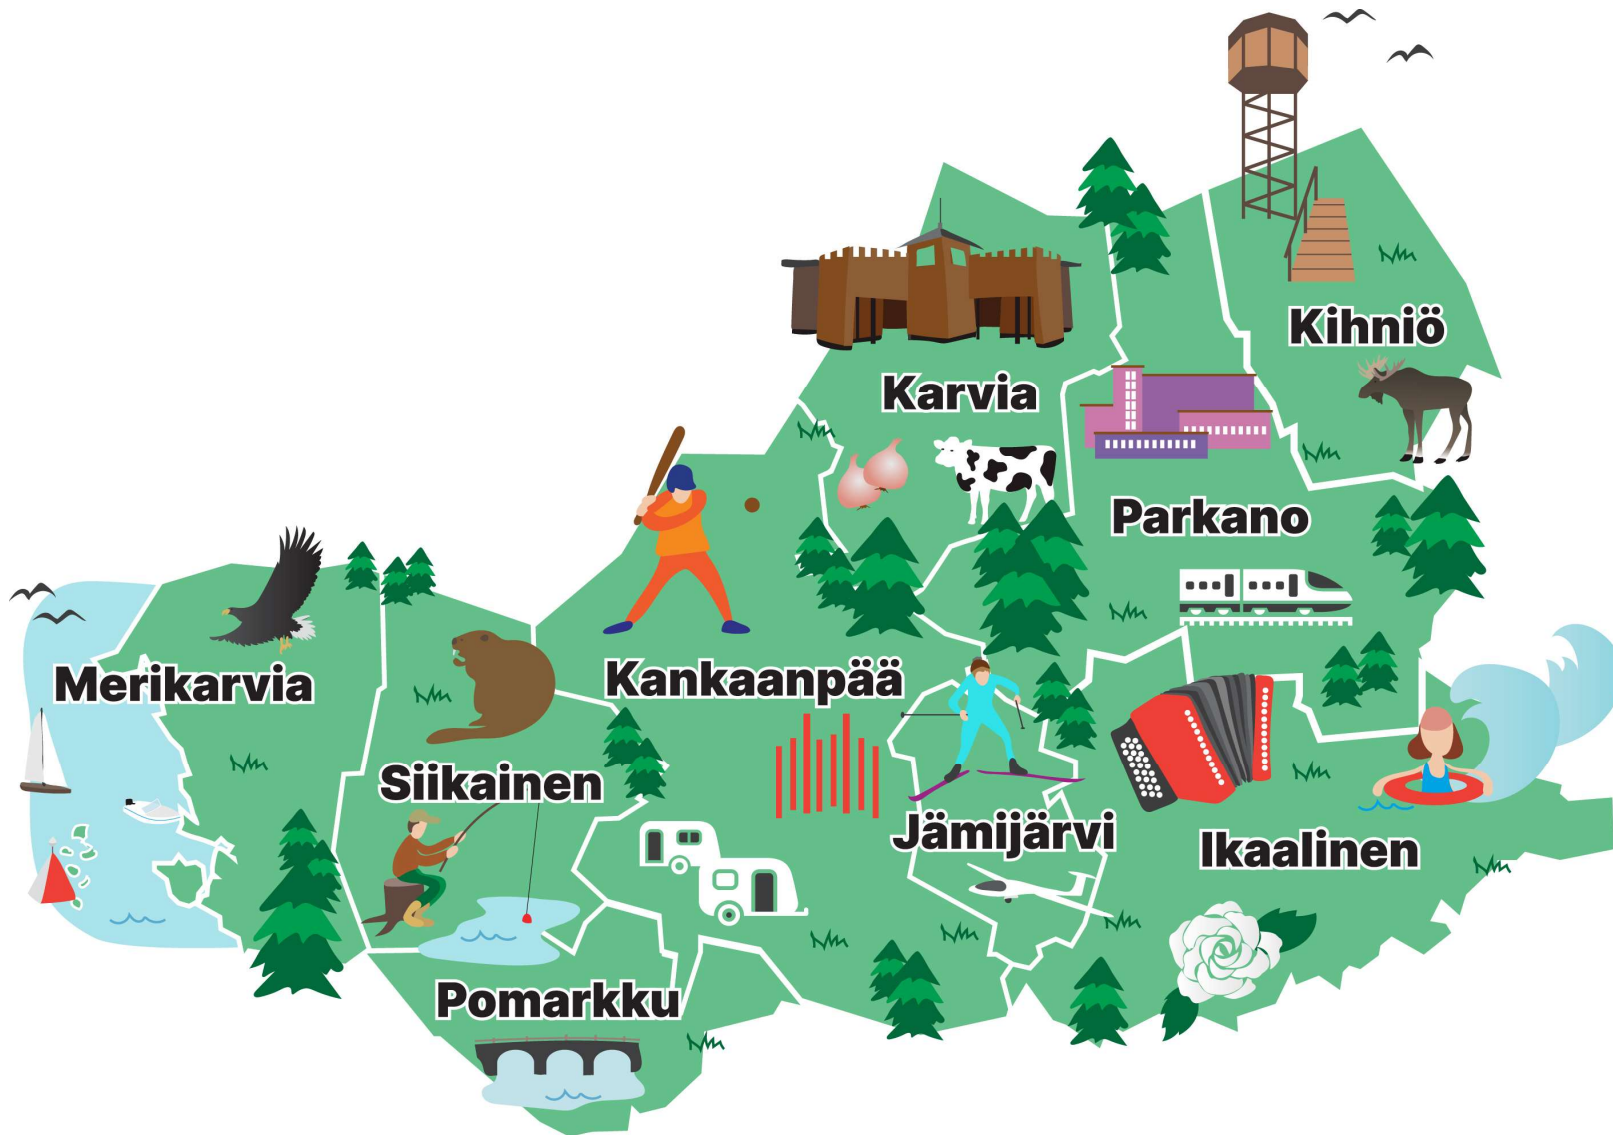 Kihniö
Karvia
Parkano
Merikarvia
Kankaanpää
Siikainen
Jämijärvi
Ikaalinen
Pomarkku